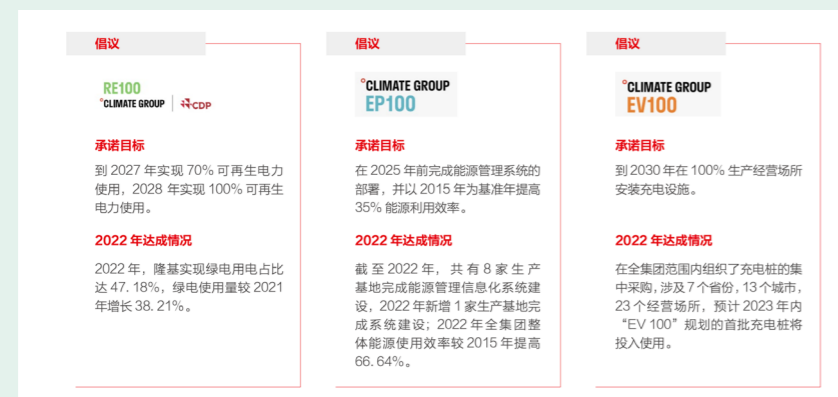 倡议
RE100
°CLIMATE GROUP
CDP
承诺目标
到 2027 年实现 70% 可再生电力
使用，2028 年实现 100% 可再生
电力使用。
2022 年达成情况
2022 年，隆基实现绿电用电占比
达 47. 18%，绿电使用量较 2021
年增长 38. 21%。
倡议
°CLIMATE GROUP
EP100
承诺目标
在 2025 年前完成能源管理系统的
部署，并以 2015 年为基准年提高
35% 能源利用效率。
2022 年达成情况
截至 2022 年，共有 8 家生产
基地完成能源管理信息化系统建
设，2022 年新增 1 家生产基地完
成系统建设；2022 年全集团整
体能源使用效率较 2015 年提高
66. 64%。
倡议
°CLIMATE GROUP
EV100
承诺目标
到 2030 年在 100% 生产经营场所
安装充电设施。
2022 年达成情况
在全集团范围内组织了充电桩的集
中采购，涉及 7 个省份，13 个城市，
23 个经营场所，预计 2023 年内
“EV 100”规划的首批充电桩将
投入使用。